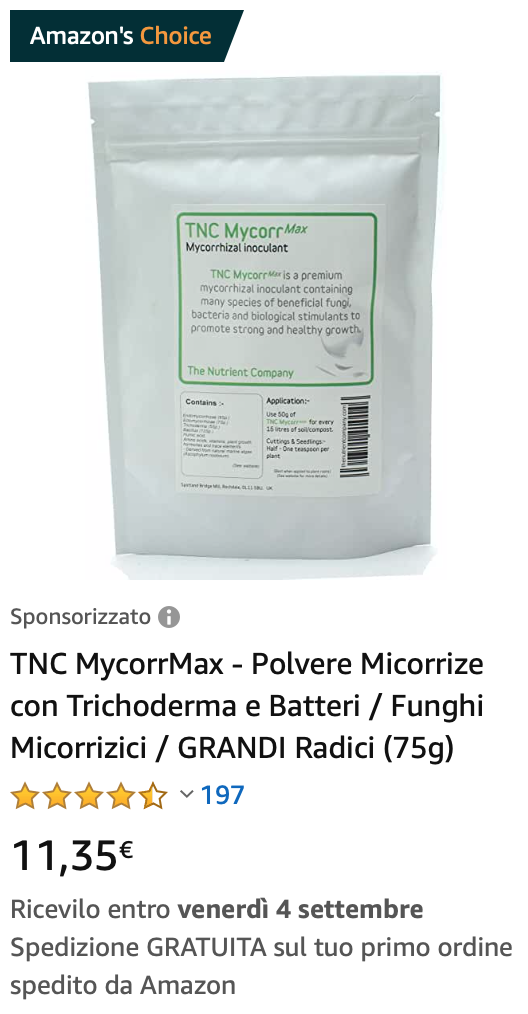 Amazon's Choice
TNC MycorrMax
Mycorrhizal inoculant
TNC MycorrMax is a premium
mycorrhizal inoculant containing
many species of beneficial fungi,
bacteria and biological stimulants to
promote strong and healthy growth.
The Nutrient Company
Contains :-
Application:-
Use 50g of
TNC MycorrMax for every
15 litres of soil/compost.
Cuttings & Seedlings:-
Half - One teaspoon per
plant
Sponsorizzato
TNC MycorrMax - Polvere Micorrize
con Trichoderma e Batteri / Funghi
Micorrizici / GRANDI Radici (75g)
197
11,35€
Ricevilo entro venerdì 4 settembre
Spedizione GRATUITA sul tuo primo ordine
spedito da Amazon